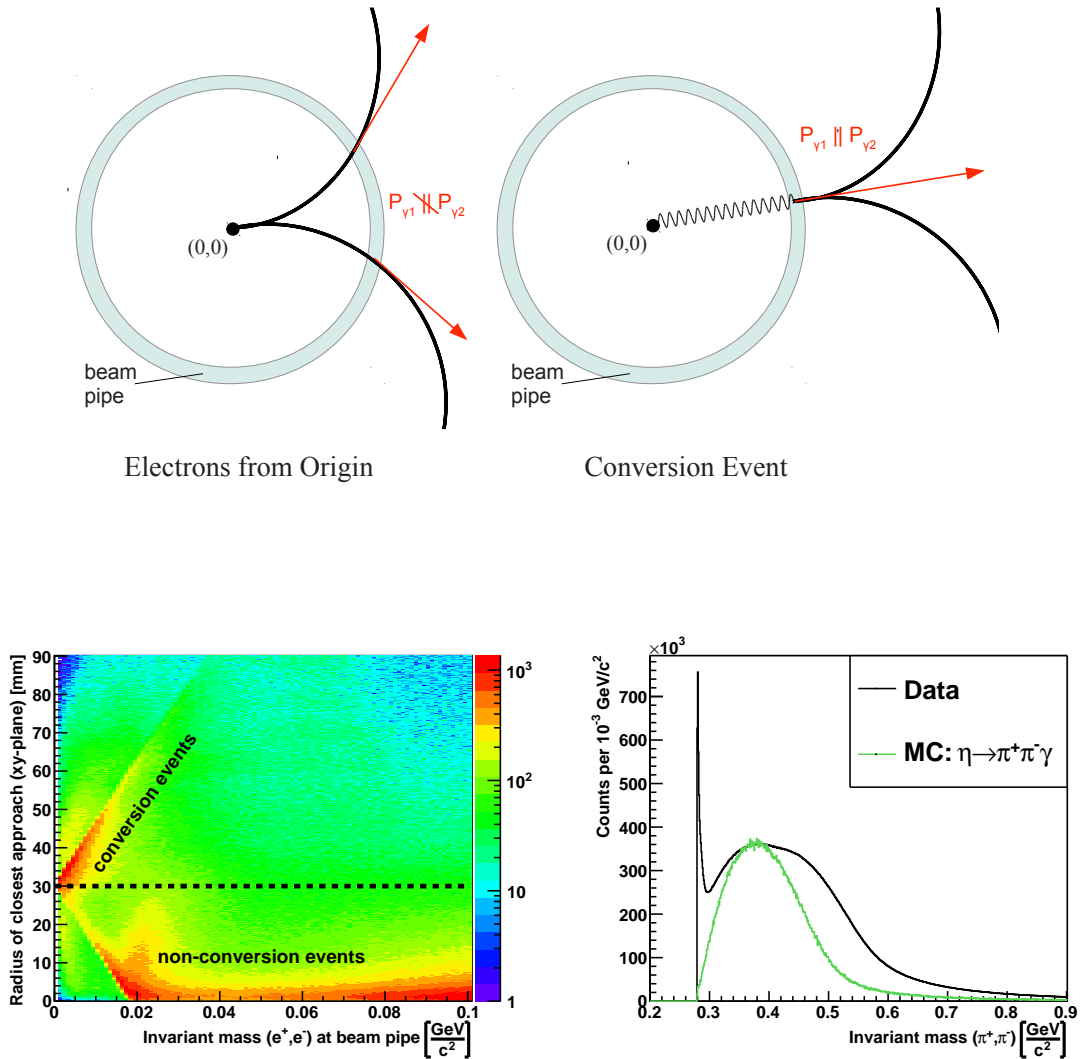 P γ1 ∦ P γ2
(0,0)
beam
pipe
Electrons from Origin
P γ1 || P γ2
(0,0)
beam
pipe
Conversion Event
Radius of closest approach (xy-plane) [mm]
90
80
70
60
50
40
30
20
10
0
conversion events
non-conversion events
0 0.02 0.04 0.06 0.08 0.1
Invariant mass (e⁺,e⁻) at beam pipe [GeV/c²]
10³
10²
10
1
×10³
Counts per 10⁻³ GeV/c²
700
600
500
400
300
200
100
0
Data
MC: η→π⁺π⁻γ
0.2 0.3 0.4 0.5 0.6 0.7 0.8 0.9
Invariant mass (π⁺,π⁻) [GeV/c²]